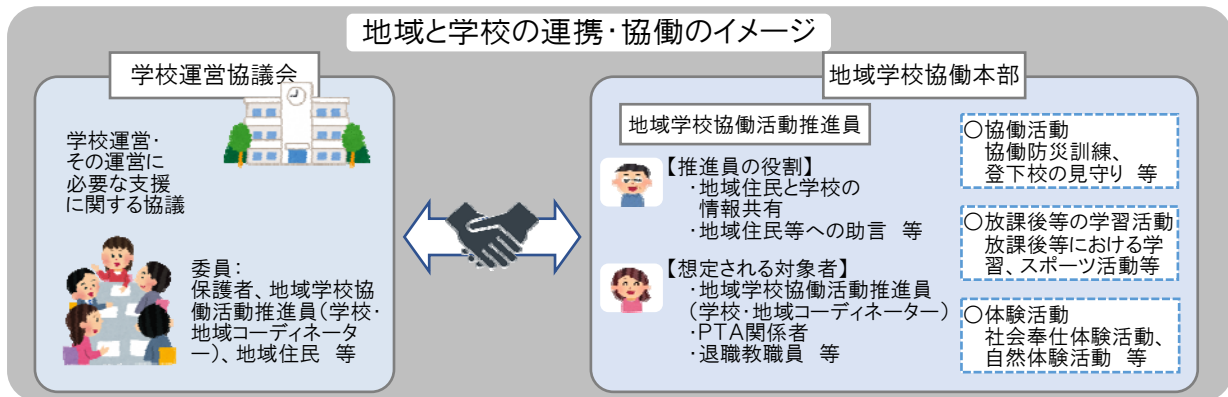 地域と学校の連携・協働のイメージ
学校運営協議会
学校運営・
その運営に
必要な支援
に関する協議
委員：
保護者、地域学校協
働活動推進員（学校・
地域コーディネータ
ー）、地域住民　等
地域学校協働本部
地域学校協働活動推進員
【推進員の役割】
・地域住民と学校の
情報共有
・地域住民等への助言　等
【想定される対象者】
・地域学校協働活動推進員
（学校・地域コーディネーター）
・PTA関係者
・退職教職員　等
○協働活動
協働防災訓練、
登下校の見守り　等
○放課後等の学習活動
放課後等における学
習、スポーツ活動等
○体験活動
社会奉仕体験活動、
自然体験活動　等